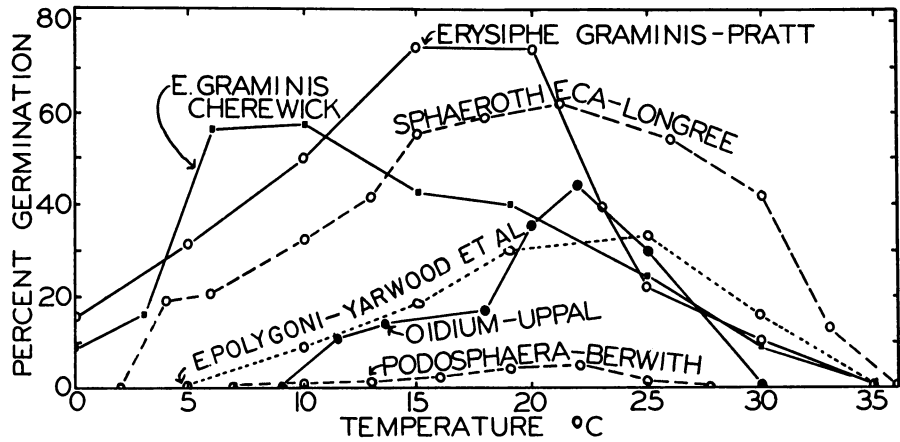 80
60
40
20
0
PERCENT GERMINATION
ERYSIPHE GRAMINIS-PRATT
E. GRAMINIS
CHEREWICK
SPHAEROTHECA-LONGREE
E POLYGONI-YARWOOD ET AL
OIDIUM-UPPAL
PODOSPHAERA-BERWITH
5 10 15 20 25 30 35
TEMPERATURE °C